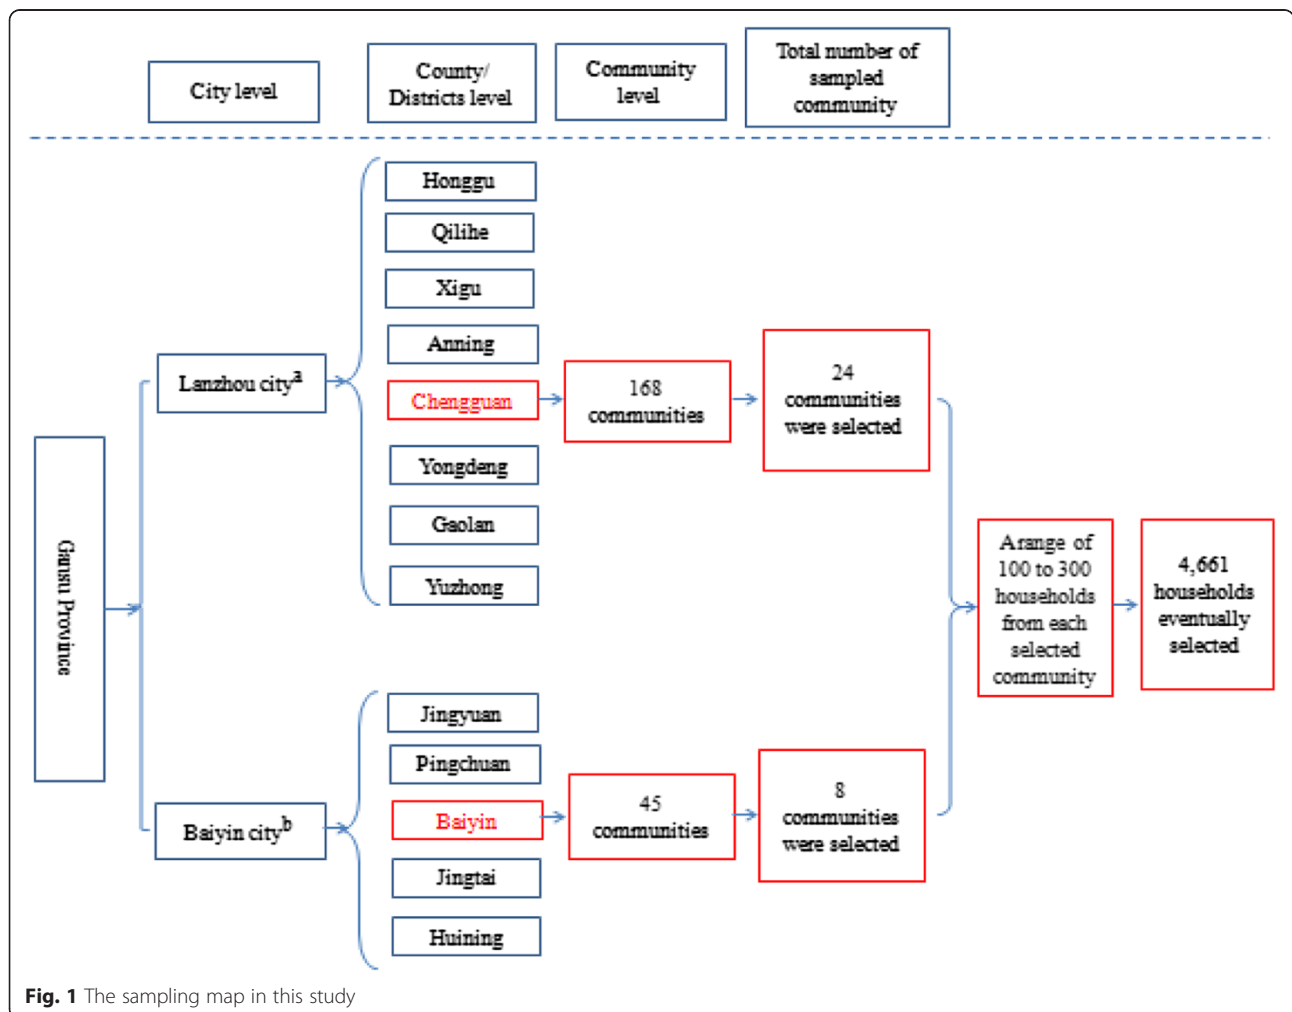 City level
County/
Districts level
Community
level
Total number of
sampled
community
Honggu
Qilihe
Xigu
Anning
Chengguan
Yongdeng
Gaolan
Yuzhong
Lanzhou cityª
168
communities
24
communities
were selected
Gansu Province
A range of
100 to 300
households
from each
selected
community
4,661
households
eventually
selected
Jingyuan
Pingchuan
Baiyin
Jingtai
Huining
Baiyin cityᵇ
45
communities
8
communities
were selected
Fig. 1 The sampling map in this study